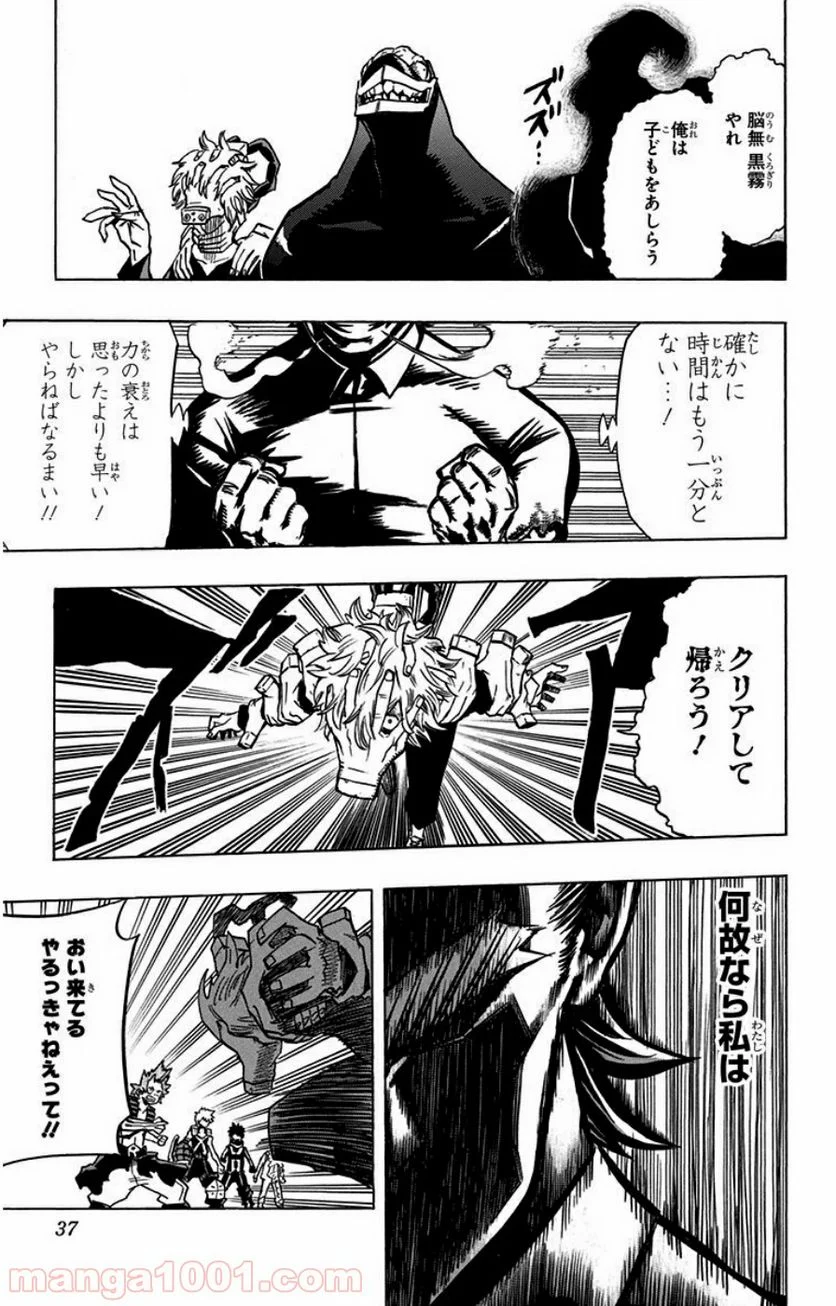 脳無 黒霧
やれ
俺は
子どもをあしらう
ズ
ズ…
確かに
時間はもう一分と
ない…!
力の衰えは
思ったよりも早い!
しかし
やらねばなるまい!!
クリアして
帰ろう!
何故なら私は
おい来てる
やるっきゃねえって!!
37
manga1001.com